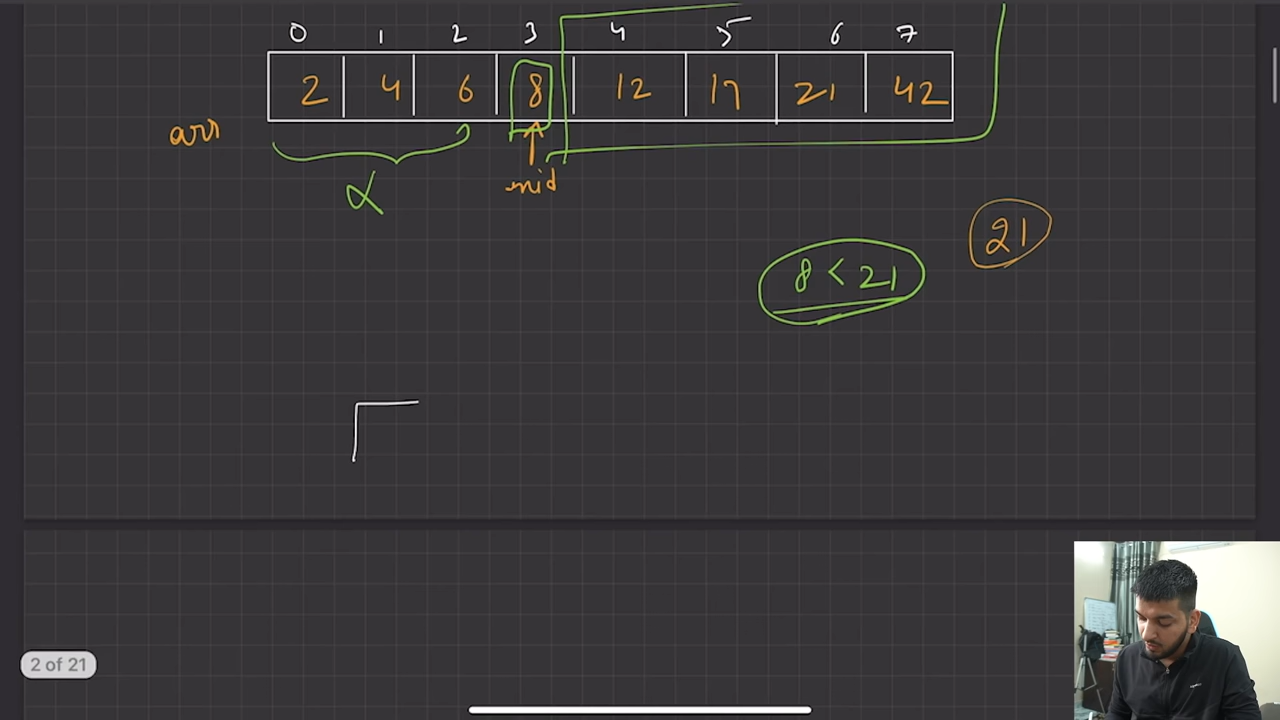 0 1 2 3 4 5 6 7
2 4 6 8 12 17 21 42
arr
mid
21
8 < 21
2 of 21